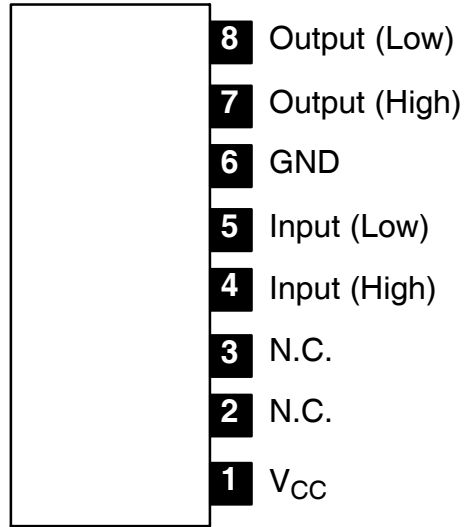 8 Output (Low)
7 Output (High)
6 GND
5 Input (Low)
4 Input (High)
3 N.C.
2 N.C.
1 VCC